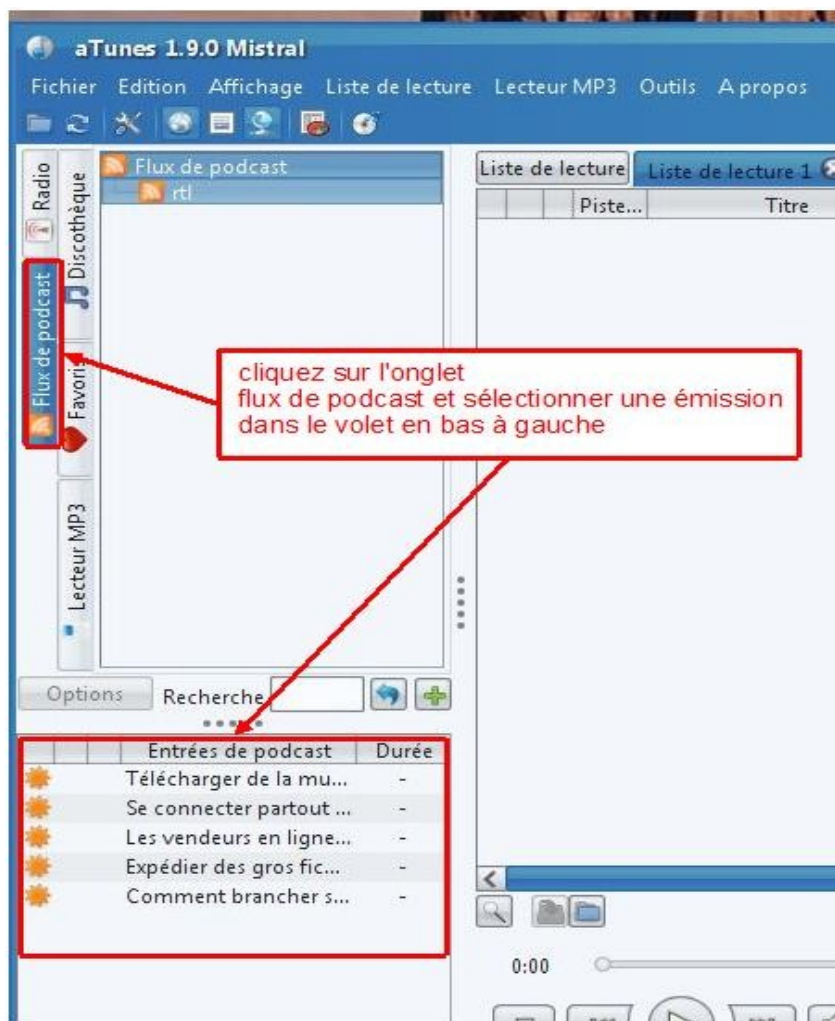 aTunes 1.9.0 Mistral
Fichier Edition Affichage Liste de lecture Lecteur MP3 Outils A propos
Radio
Flux de podcast
Discothèque
Favoris
Lecteur MP3
Flux de podcast
rtl
Liste de lecture Liste de lecture 1
Piste... Titre
cliquez sur l'onglet
flux de podcast et sélectionner une émission
dans le volet en bas à gauche
Options Recherche
Entrées de podcast Durée
Télécharger de la mu... -
Se connecter partout ... -
Les vendeurs en ligne... -
Expédier des gros fic... -
Comment brancher s... -
0:00